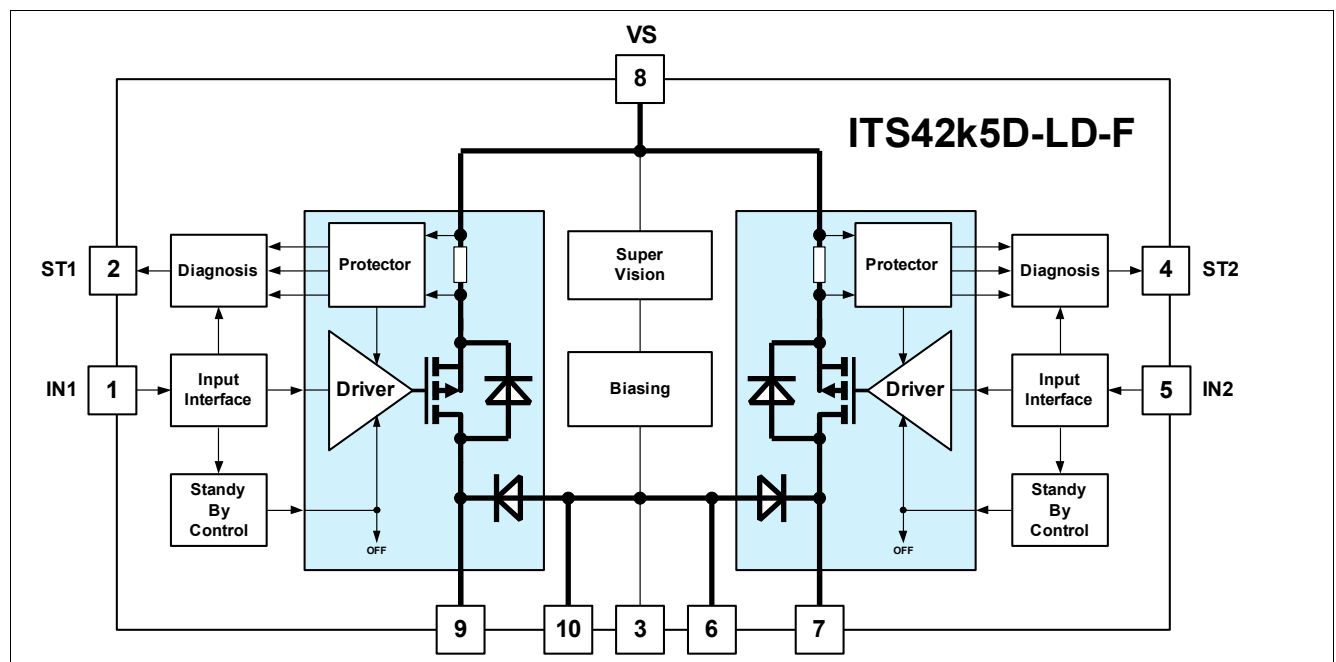 VS
8
ITS42k5D-LD-F
ST1
2
Diagnosis
Protector
Super
Vision
Protector
Diagnosis
4
ST2
IN1
1
Input
Interface
Driver
Biasing
Driver
Input
Interface
5
IN2
Standy
By
Control
OFF
OFF
Standy
By
Control
9
10
3
6
7